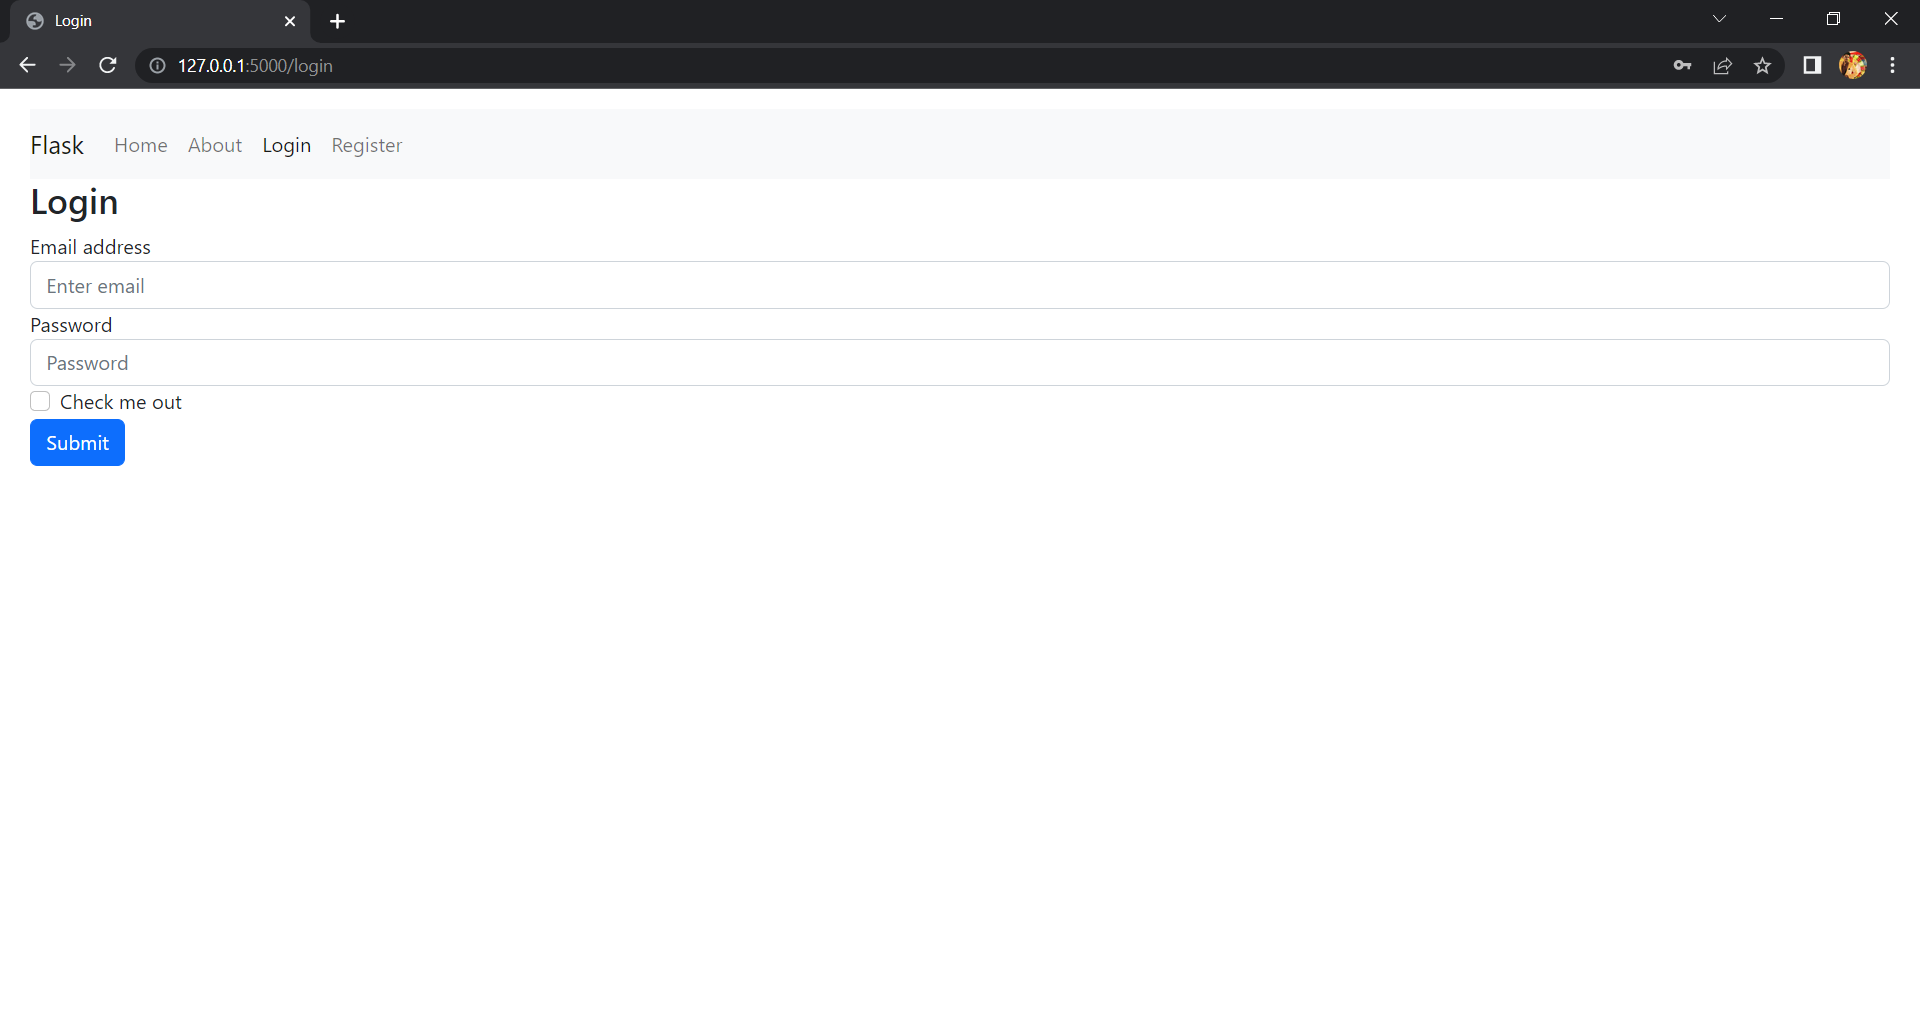 Login
127.0.0.1:5000/login
Flask Home About Login Register
Login
Email address
Enter email
Password
Password
Check me out
Submit